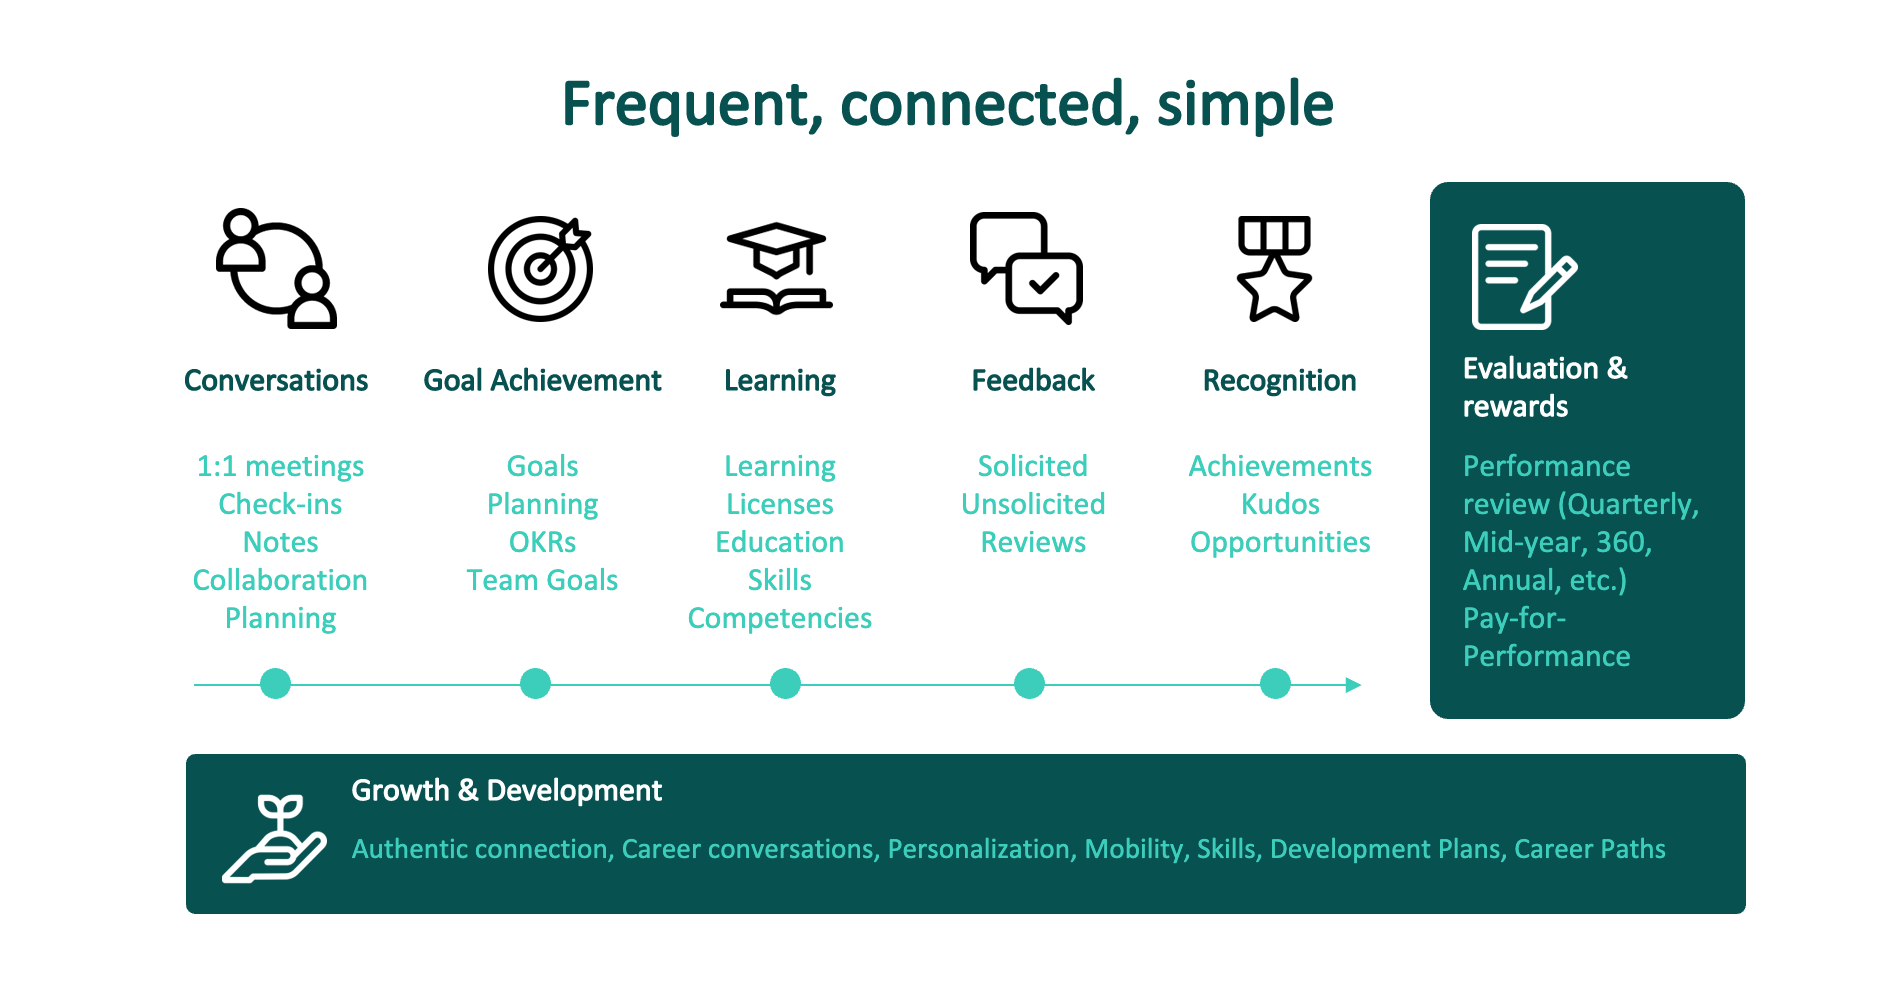 Frequent, connected, simple
Conversations
1:1 meetings
Check-ins
Notes
Collaboration
Planning
Goal Achievement
Goals
Planning
OKRs
Team Goals
Learning
Learning
Licenses
Education
Skills
Competencies
Feedback
Solicited
Unsolicited
Reviews
Recognition
Achievements
Kudos
Opportunities
Evaluation &
rewards
Performance
review (Quarterly,
Mid-year, 360,
Annual, etc.)
Pay-for-
Performance
Growth & Development
Authentic connection, Career conversations, Personalization, Mobility, Skills, Development Plans, Career Paths